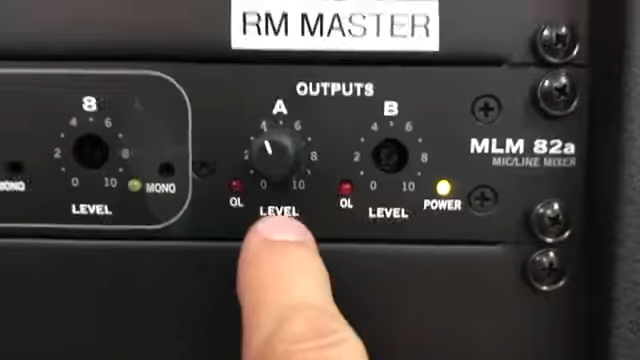 RM MASTER
OUTPUTS
8
4 6
2 8
0 10
MONO
MONO
LEVEL
A
4 6
2 8
0 10
OL
LEVEL
B
4 6
2 8
0 10
OL
LEVEL
POWER
MLM 82a
MIC/LINE MIXER